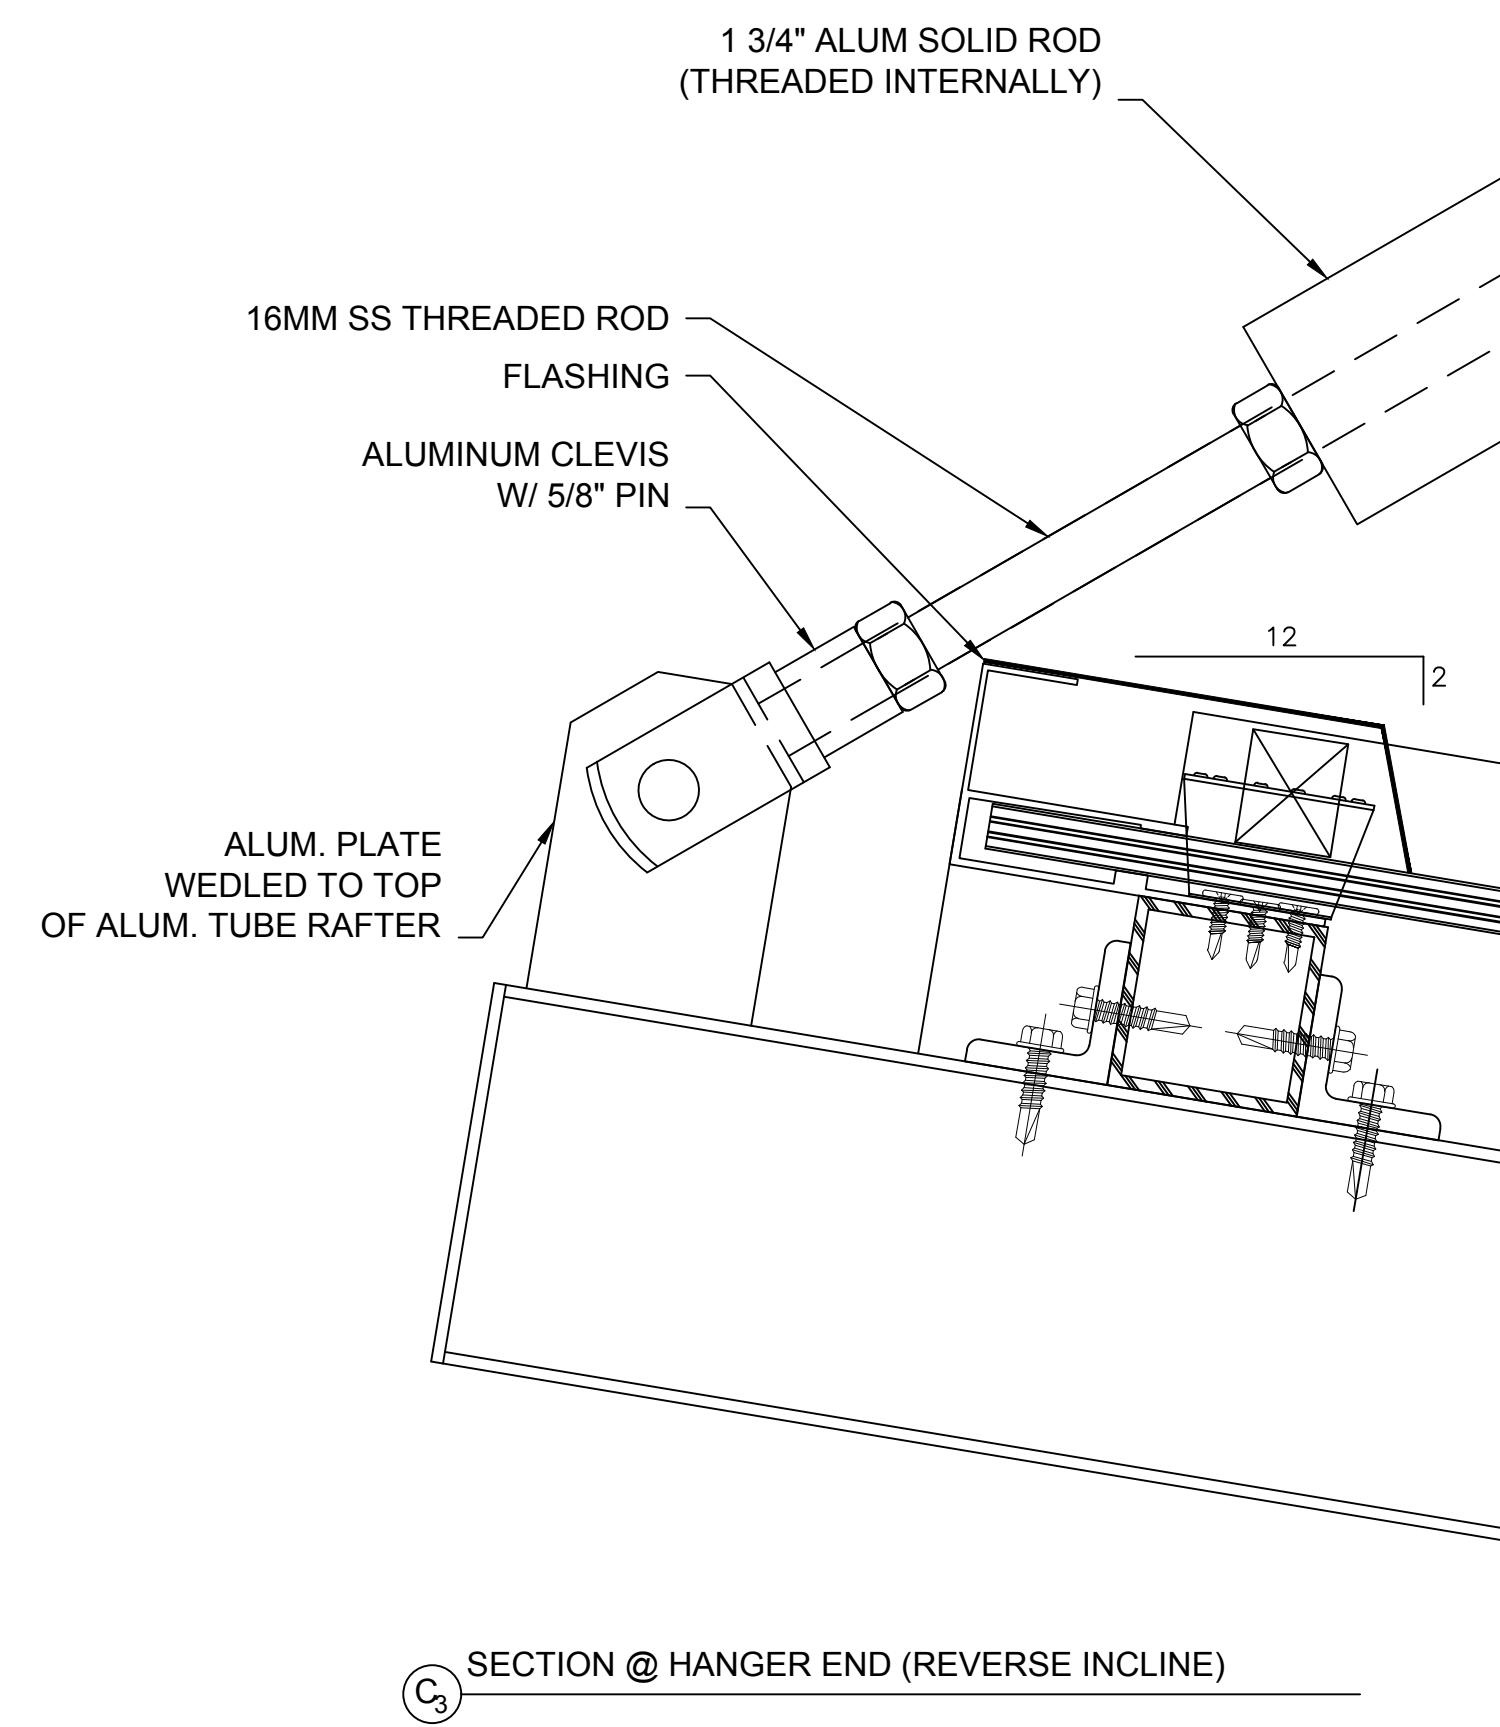 1 3/4" ALUM SOLID ROD
(THREADED INTERNALLY)
16MM SS THREADED ROD
FLASHING
ALUMINUM CLEVIS
W/ 5/8" PIN
12
2
ALUM. PLATE
WEDLED TO TOP
OF ALUM. TUBE RAFTER
SECTION @ HANGER END (REVERSE INCLINE)
C3